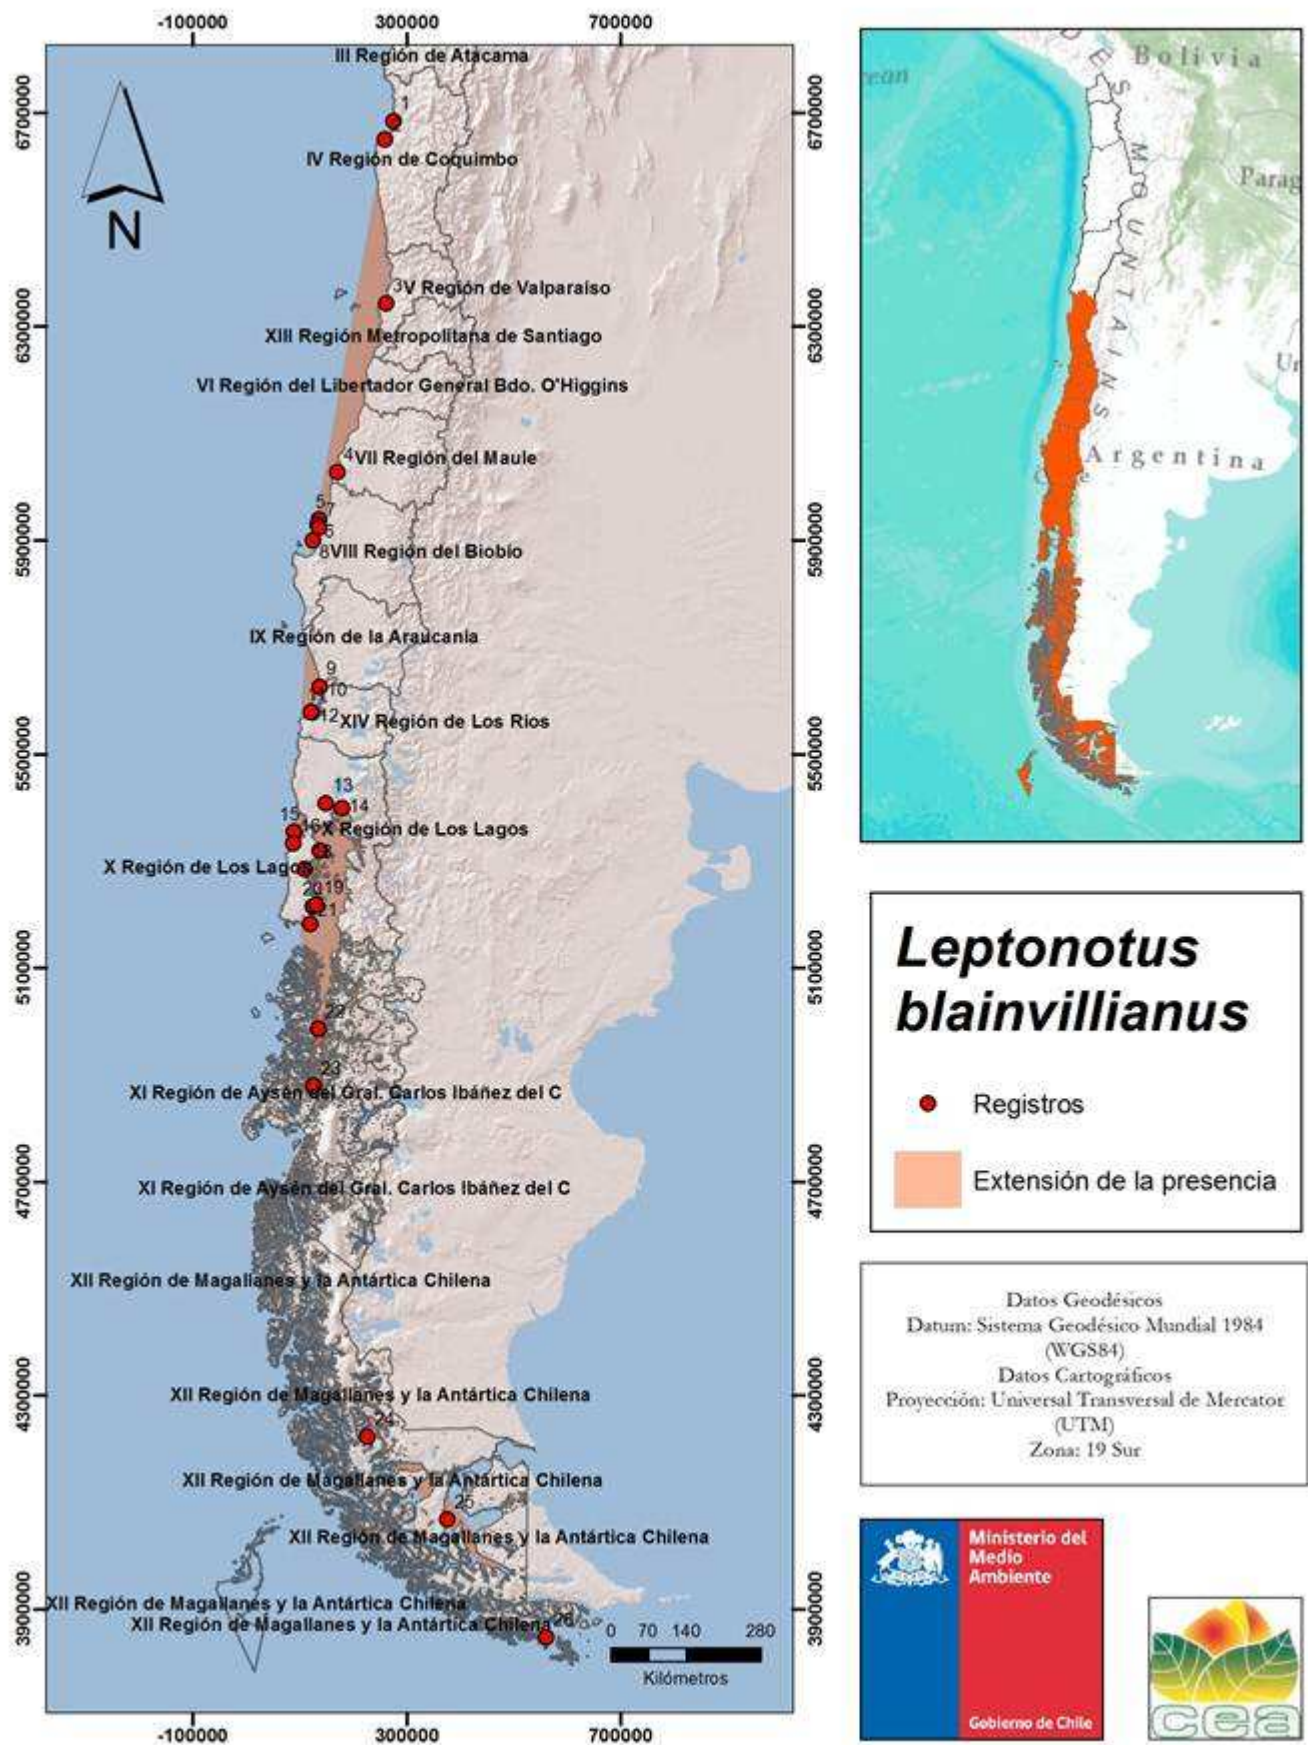 -100000
300000
700000
6700000
6300000
5900000
5500000
5100000
4700000
4300000
3900000
III Región de Atacama
1
IV Región de Coquimbo
N
3
V Región de Valparaíso
XIII Región Metropolitana de Santiago
VI Región del Libertador General Bdo. O'Higgins
4
VII Región del Maule
5
7
6
8
VIII Región del Biobío
IX Región de la Araucanía
9
10
12
XIV Región de Los Ríos
13
14
15
16
X Región de Los Lagos
X Región de Los Lagos
20
19
21
22
23
XI Región de Aysén del Gral. Carlos Ibáñez del C
XI Región de Aysén del Gral. Carlos Ibáñez del C
XII Región de Magallanes y la Antártica Chilena
XII Región de Magallanes y la Antártica Chilena
24
XII Región de Magallanes y la Antártica Chilena
25
XII Región de Magallanes y la Antártica Chilena
XII Región de Magallanes y la Antártica Chilena
XII Región de Magallanes y la Antártica Chilena
26
0 70 140 280
Kilómetros
-100000
300000
700000
6700000
6300000
5900000
5500000
5100000
4700000
4300000
3900000
ean
DES
Bolivia
MOUNTAINS
Parag
Ur
Argentina
Leptonotus
blainvillianus
Registros
Extensión de la presencia
Datos Geodésicos
Datum: Sistema Geodésico Mundial 1984
(WGS84)
Datos Cartográficos
Proyección: Universal Transversal de Mercator
(UTM)
Zona: 19 Sur
Ministerio del
Medio
Ambiente
Gobierno de Chile
cea